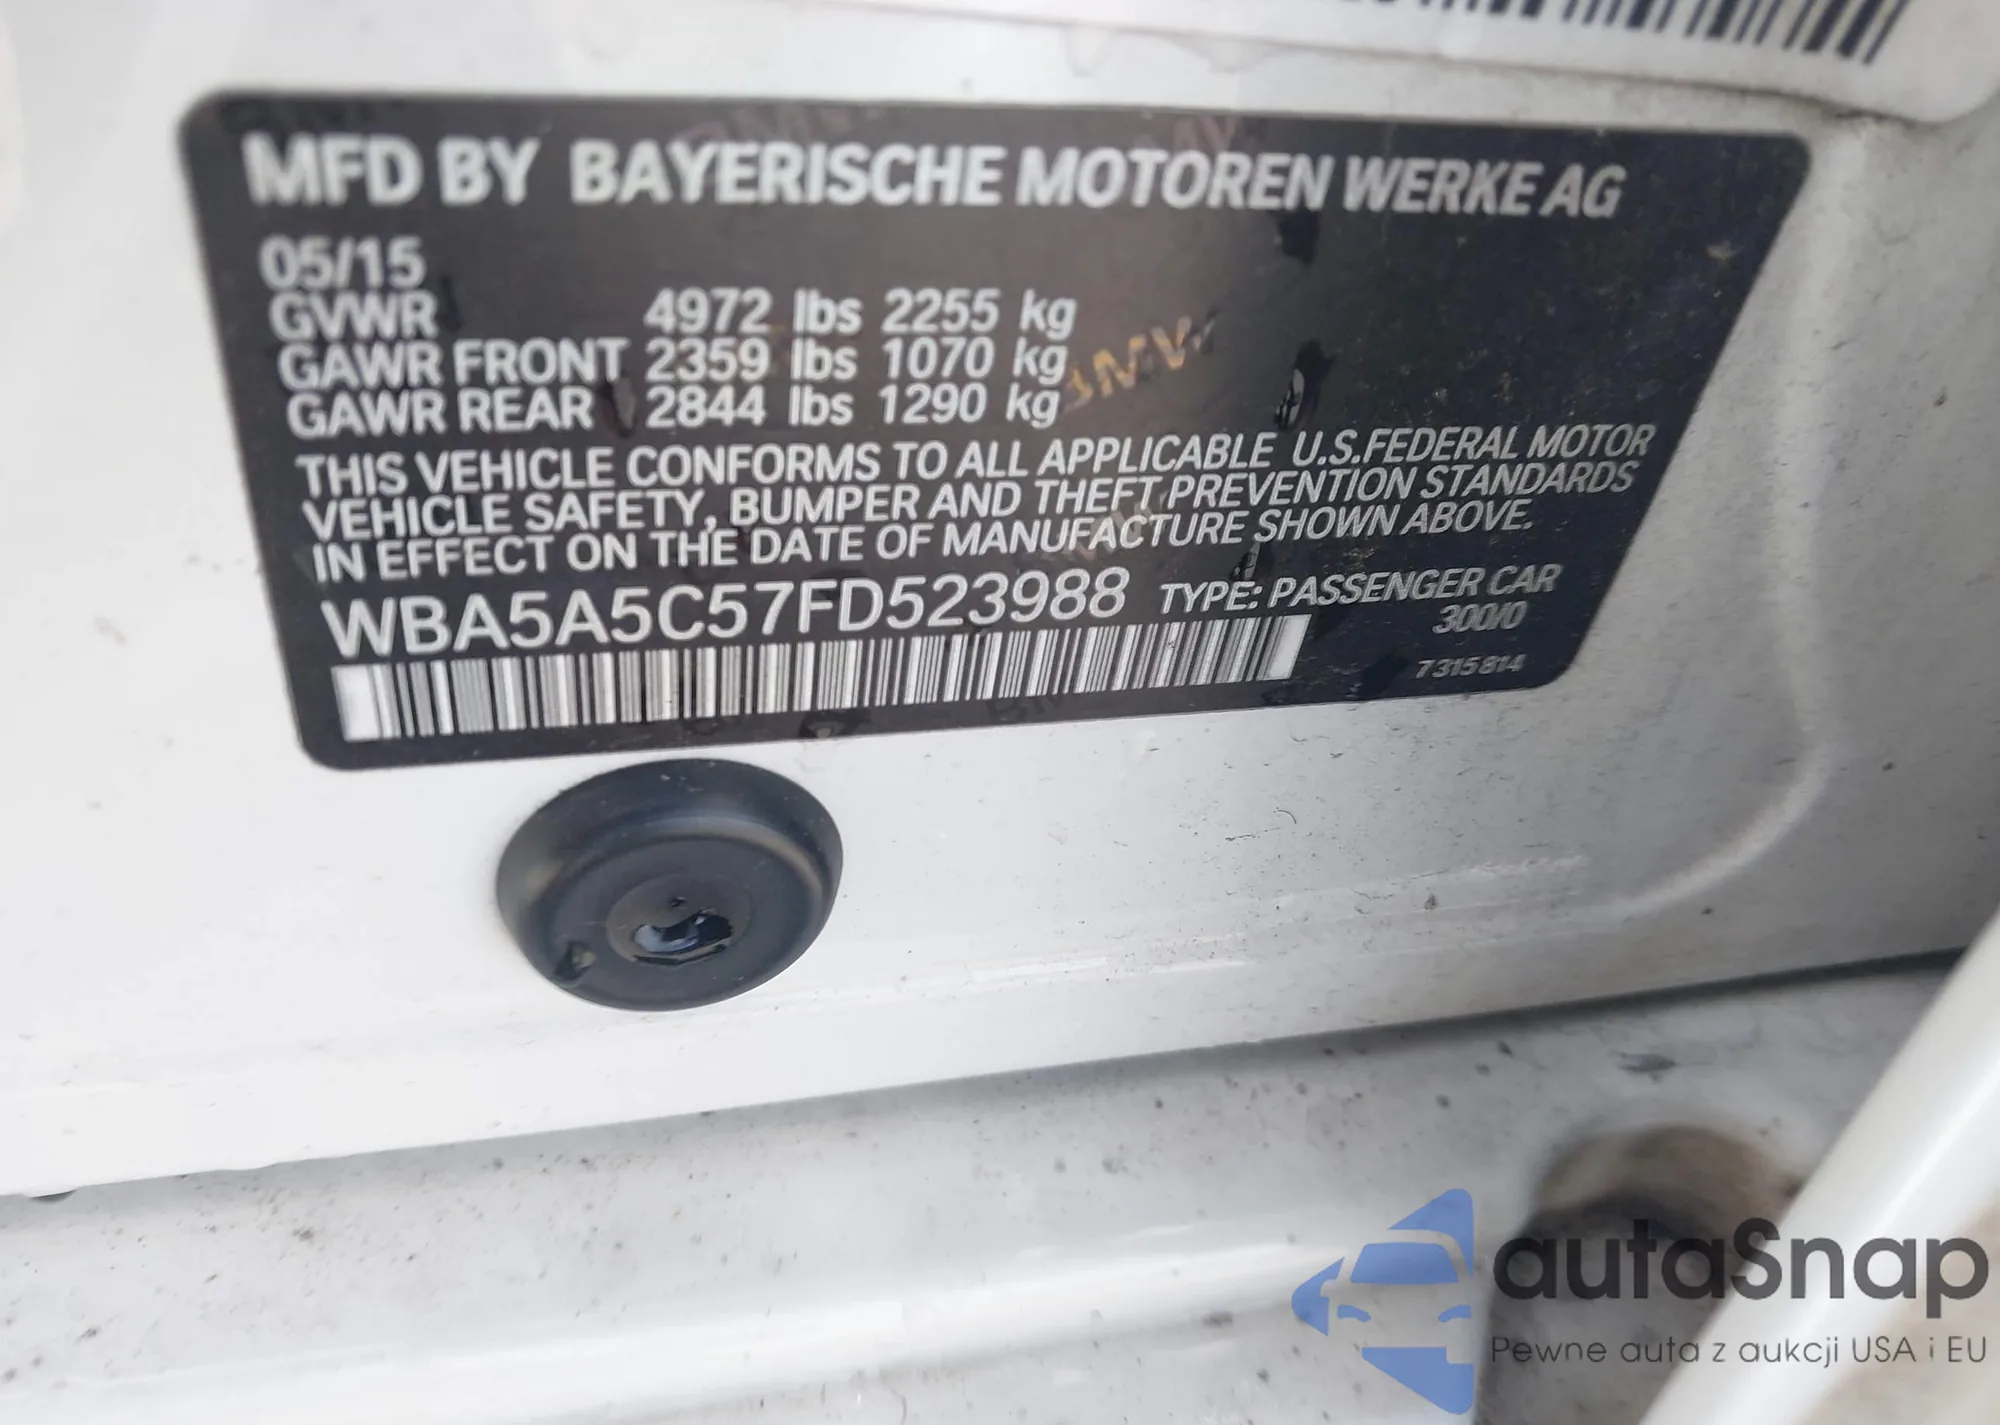 MFD BY BAYERISCHE MOTOREN WERKE AG
05/15
GVWR 4972 lbs 2255 kg
GAWR FRONT 2359 lbs 1070 kg
GAWR REAR 2844 lbs 1290 kg
THIS VEHICLE CONFORMS TO ALL APPLICABLE U.S.FEDERAL MOTOR
VEHICLE SAFETY, BUMPER AND THEFT PREVENTION STANDARDS
IN EFFECT ON THE DATE OF MANUFACTURE SHOWN ABOVE.
WBA5A5C57FD523988 TYPE: PASSENGER CAR
300/0
7315814
BMW
autaSnap
Pewne auta z aukcji USA i EU